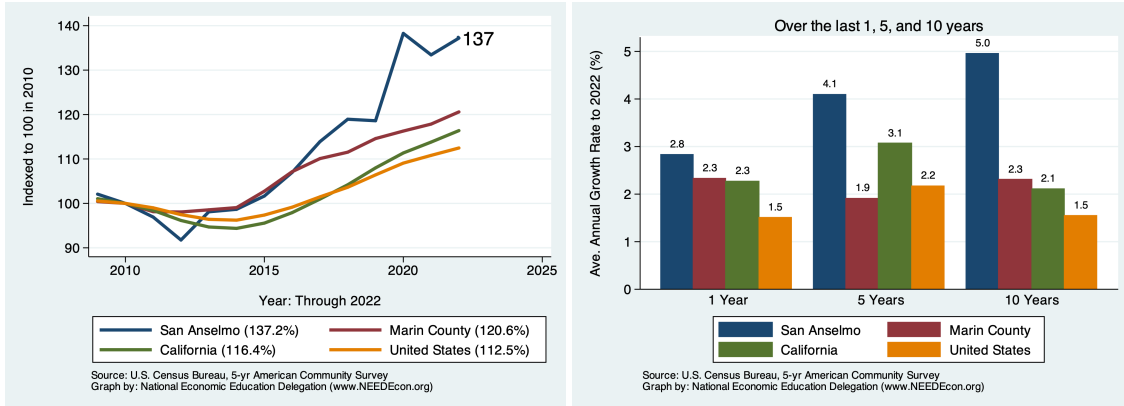 140
130
120
110
100
90
Indexed to 100 in 2010
137
2010
2015
2020
2025
Year: Through 2022
San Anselmo (137.2%)
Marin County (120.6%)
California (116.4%)
United States (112.5%)
Source: U.S. Census Bureau, 5-yr American Community Survey
Graph by: National Economic Education Delegation (www.NEEDEcon.org)
Over the last 1, 5, and 10 years
5
4
3
2
1
0
Ave. Annual Growth Rate to 2022 (%)
2.8
2.3
2.3
1.5
4.1
1.9
3.1
2.2
5.0
2.3
2.1
1.5
1 Year
5 Years
10 Years
San Anselmo
Marin County
California
United States
Source: U.S. Census Bureau, 5-yr American Community Survey
Graph by: National Economic Education Delegation (www.NEEDEcon.org)